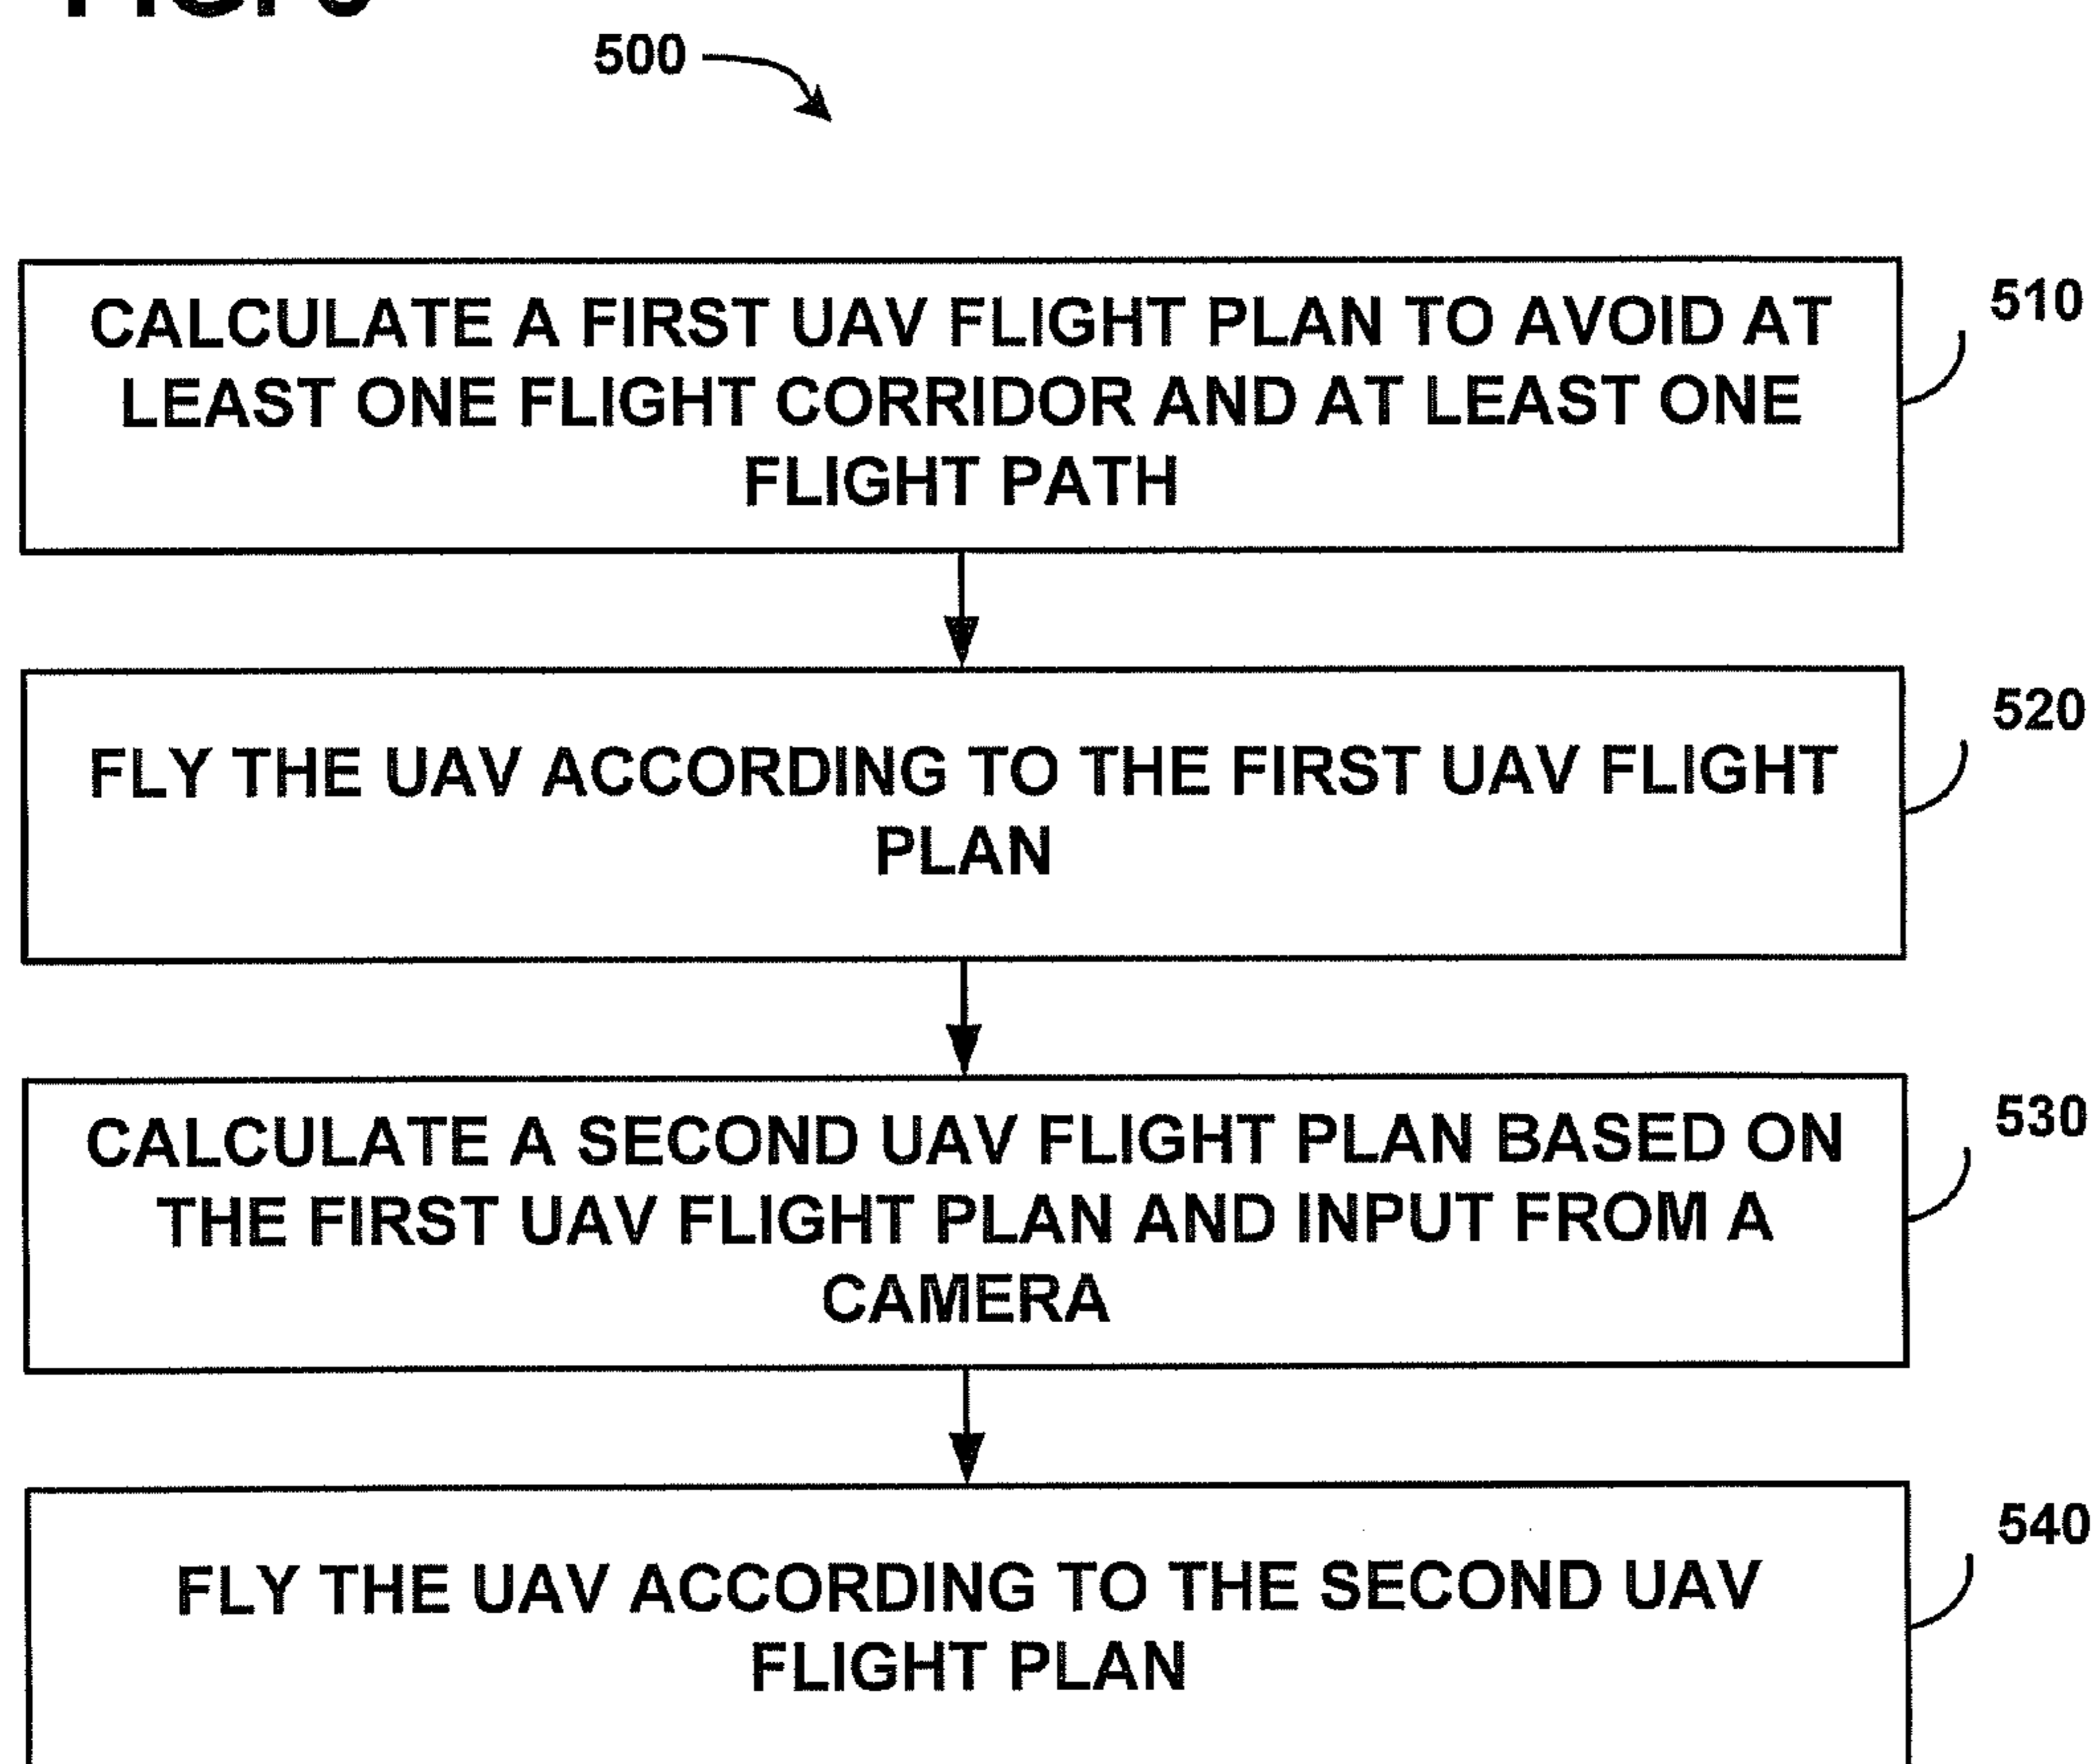 500
CALCULATE A FIRST UAV FLIGHT PLAN TO AVOID AT
LEAST ONE FLIGHT CORRIDOR AND AT LEAST ONE
FLIGHT PATH
510
FLY THE UAV ACCORDING TO THE FIRST UAV FLIGHT
PLAN
520
CALCULATE A SECOND UAV FLIGHT PLAN BASED ON
THE FIRST UAV FLIGHT PLAN AND INPUT FROM A
CAMERA
530
FLY THE UAV ACCORDING TO THE SECOND UAV
FLIGHT PLAN
540